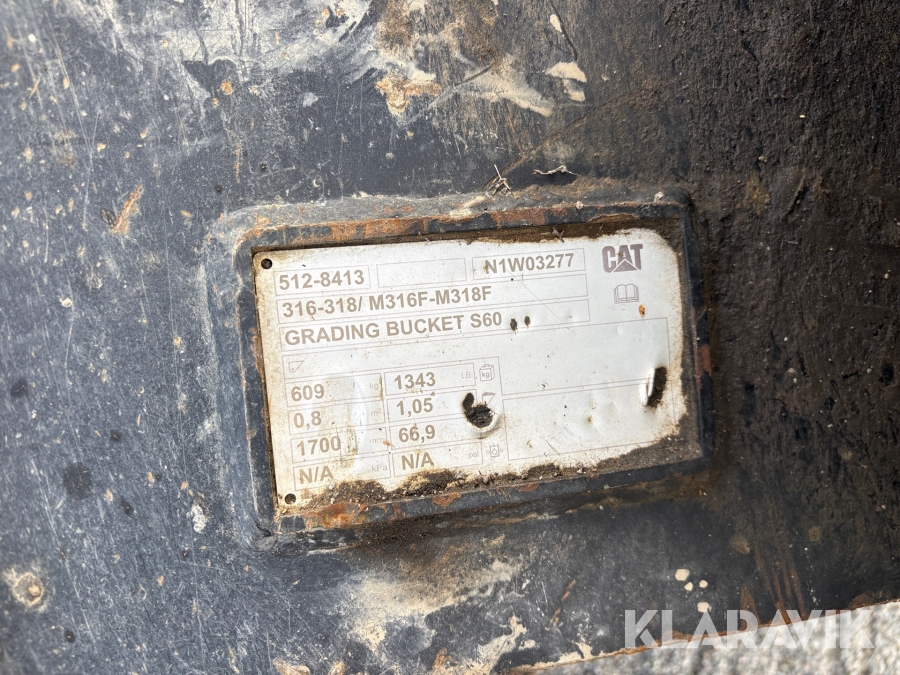 512-8413 N1W03277 CAT
316-318/ M316F-M318F
GRADING BUCKET S60
609 kg 1343 LB
0,8 1,05
1700 66,9
N/A kPa N/A psi
KLARAVIK